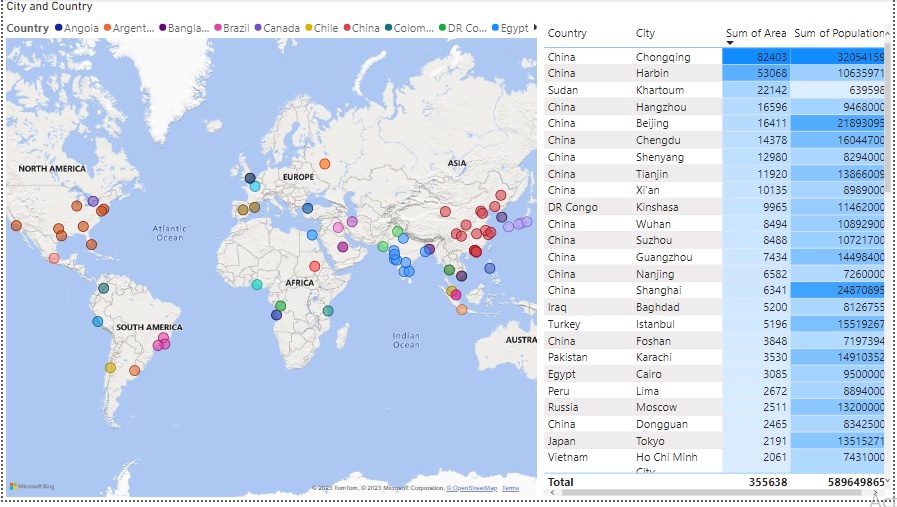 City and Country
Country Angola Argent... Bangla... Brazil Canada Chile China Colom... DR Co... Egypt
NORTH AMERICA
EUROPE
ASIA
Atlantic
Ocean
AFRICA
SOUTH AMERICA
Indian
Ocean
AUSTRA
Microsoft Bing
© 2023 TomTom, © 2023 Microsoft Corporation, © OpenStreetMap Terms
Country City Sum of Area Sum of Population
China Chongqing 82403 32054159
China Harbin 53068 10635971
Sudan Khartoum 22142 639598
China Hangzhou 16596 9468000
China Beijing 16411 21893095
China Chengdu 14378 16044700
China Shenyang 12980 8294000
China Tianjin 11920 13866009
China Xi'an 10135 8989000
DR Congo Kinshasa 9965 11462000
China Wuhan 8494 10892900
China Suzhou 8488 10721700
China Guangzhou 7434 14498400
China Nanjing 6582 7260000
China Shanghai 6341 24870895
Iraq Baghdad 5200 8126755
Turkey Istanbul 5196 15519267
China Foshan 3848 7197394
Pakistan Karachi 3530 14910352
Egypt Cairo 3085 9500000
Peru Lima 2672 8894000
Russia Moscow 2511 13200000
China Dongguan 2465 8342500
Japan Tokyo 2191 13515271
Vietnam Ho Chi Minh 2061 7431000
City
Total 355638 589649865
Act